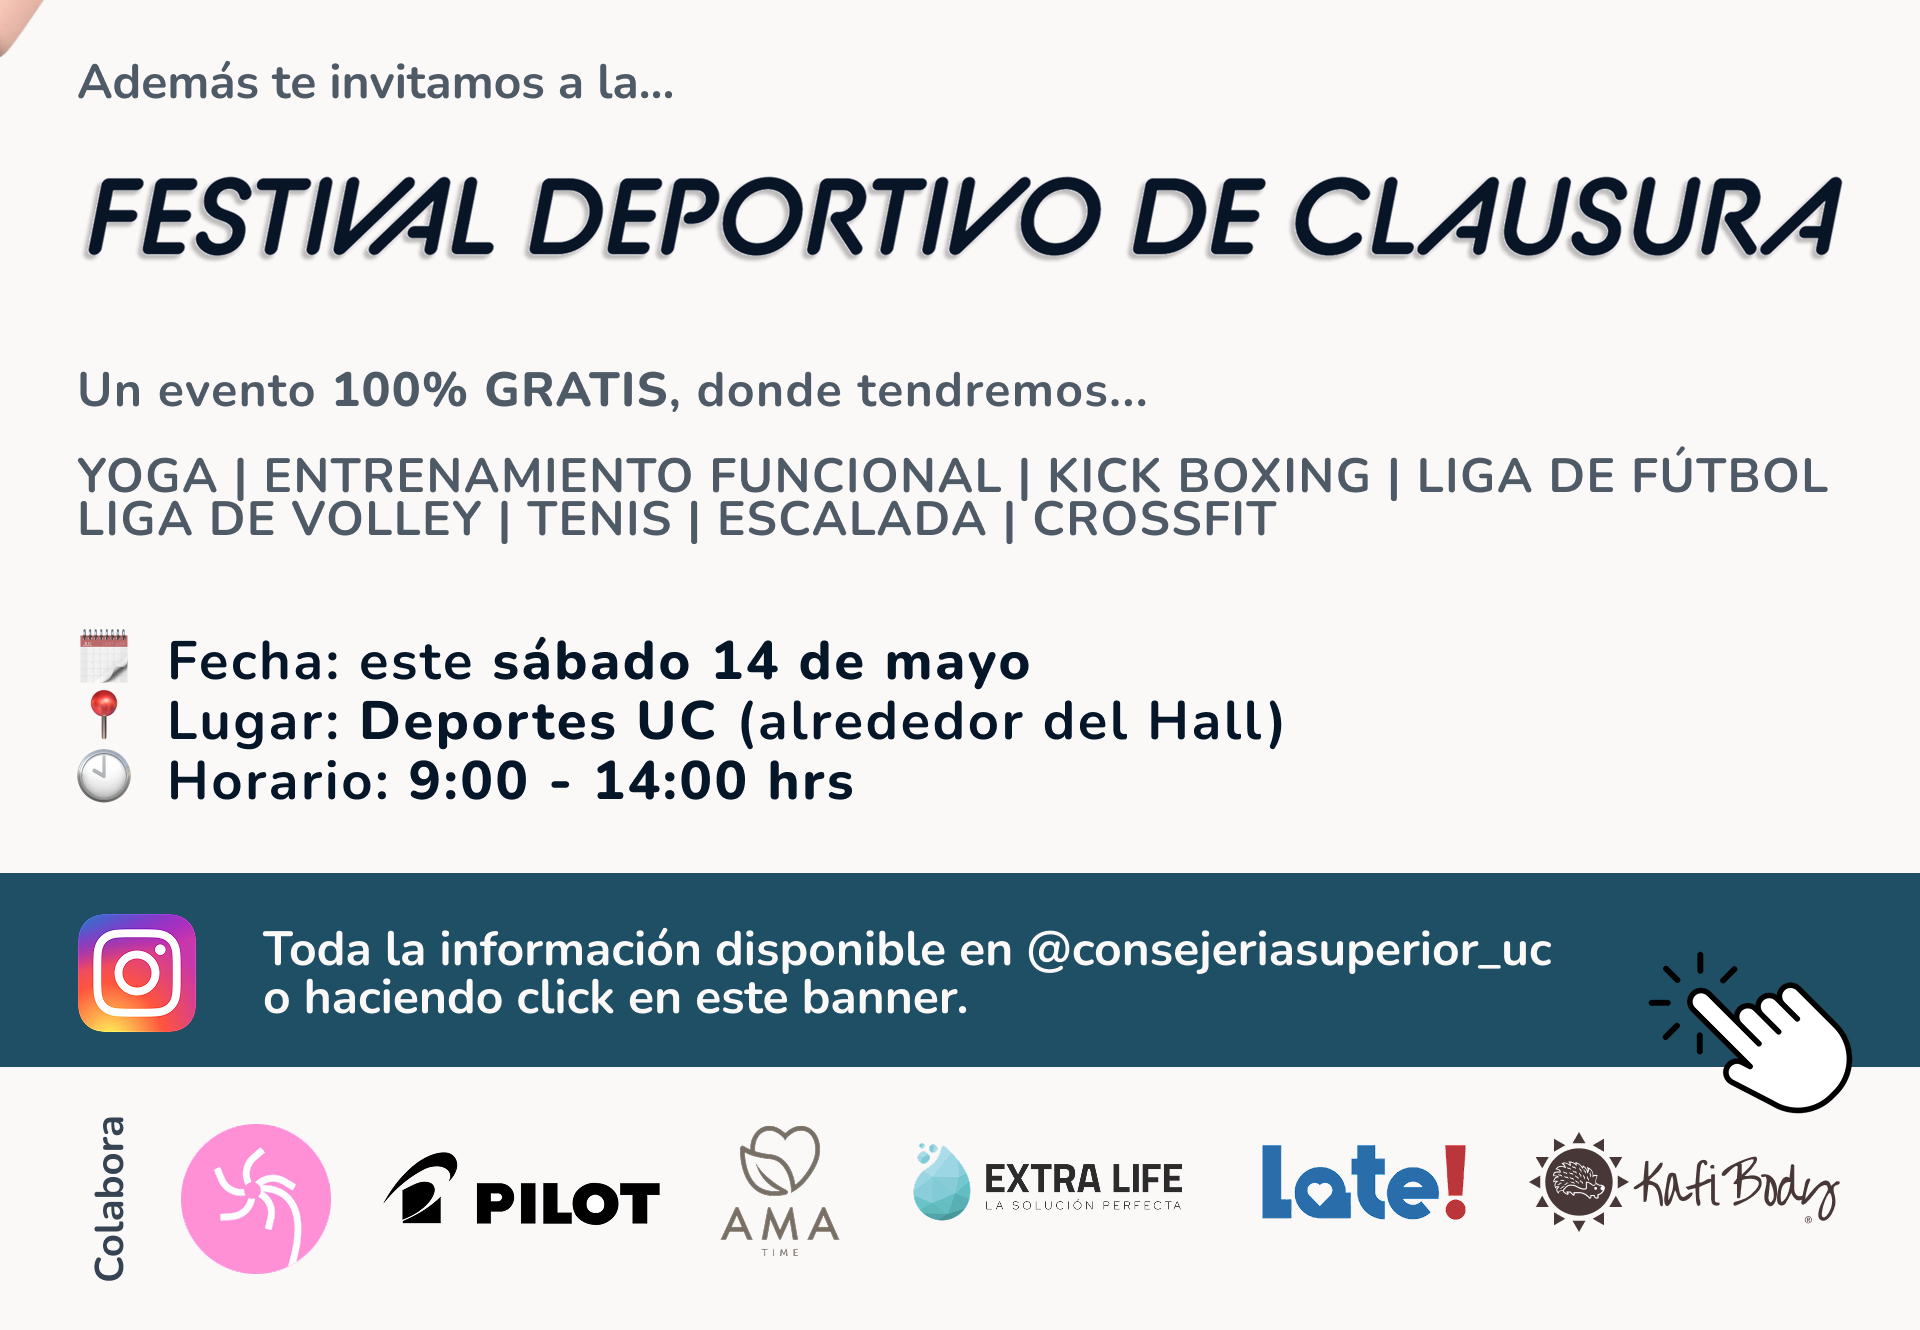 Además te invitamos a la...
FESTIVAL DEPORTIVO DE CLAUSURA
Un evento 100% GRATIS, donde tendremos...
YOGA | ENTRENAMIENTO FUNCIONAL | KICK BOXING | LIGA DE FÚTBOL
LIGA DE VOLLEY | TENIS | ESCALADA | CROSSFIT
Fecha: este sábado 14 de mayo
Lugar: Deportes UC (alrededor del Hall)
Horario: 9:00 - 14:00 hrs
Toda la información disponible en @consejeriasuperior_uc
o haciendo click en este banner.
Colabora
PILOT
AMA
TIME
EXTRA LIFE
LA SOLUCIÓN PERFECTA
Late!
Kafi Body
®